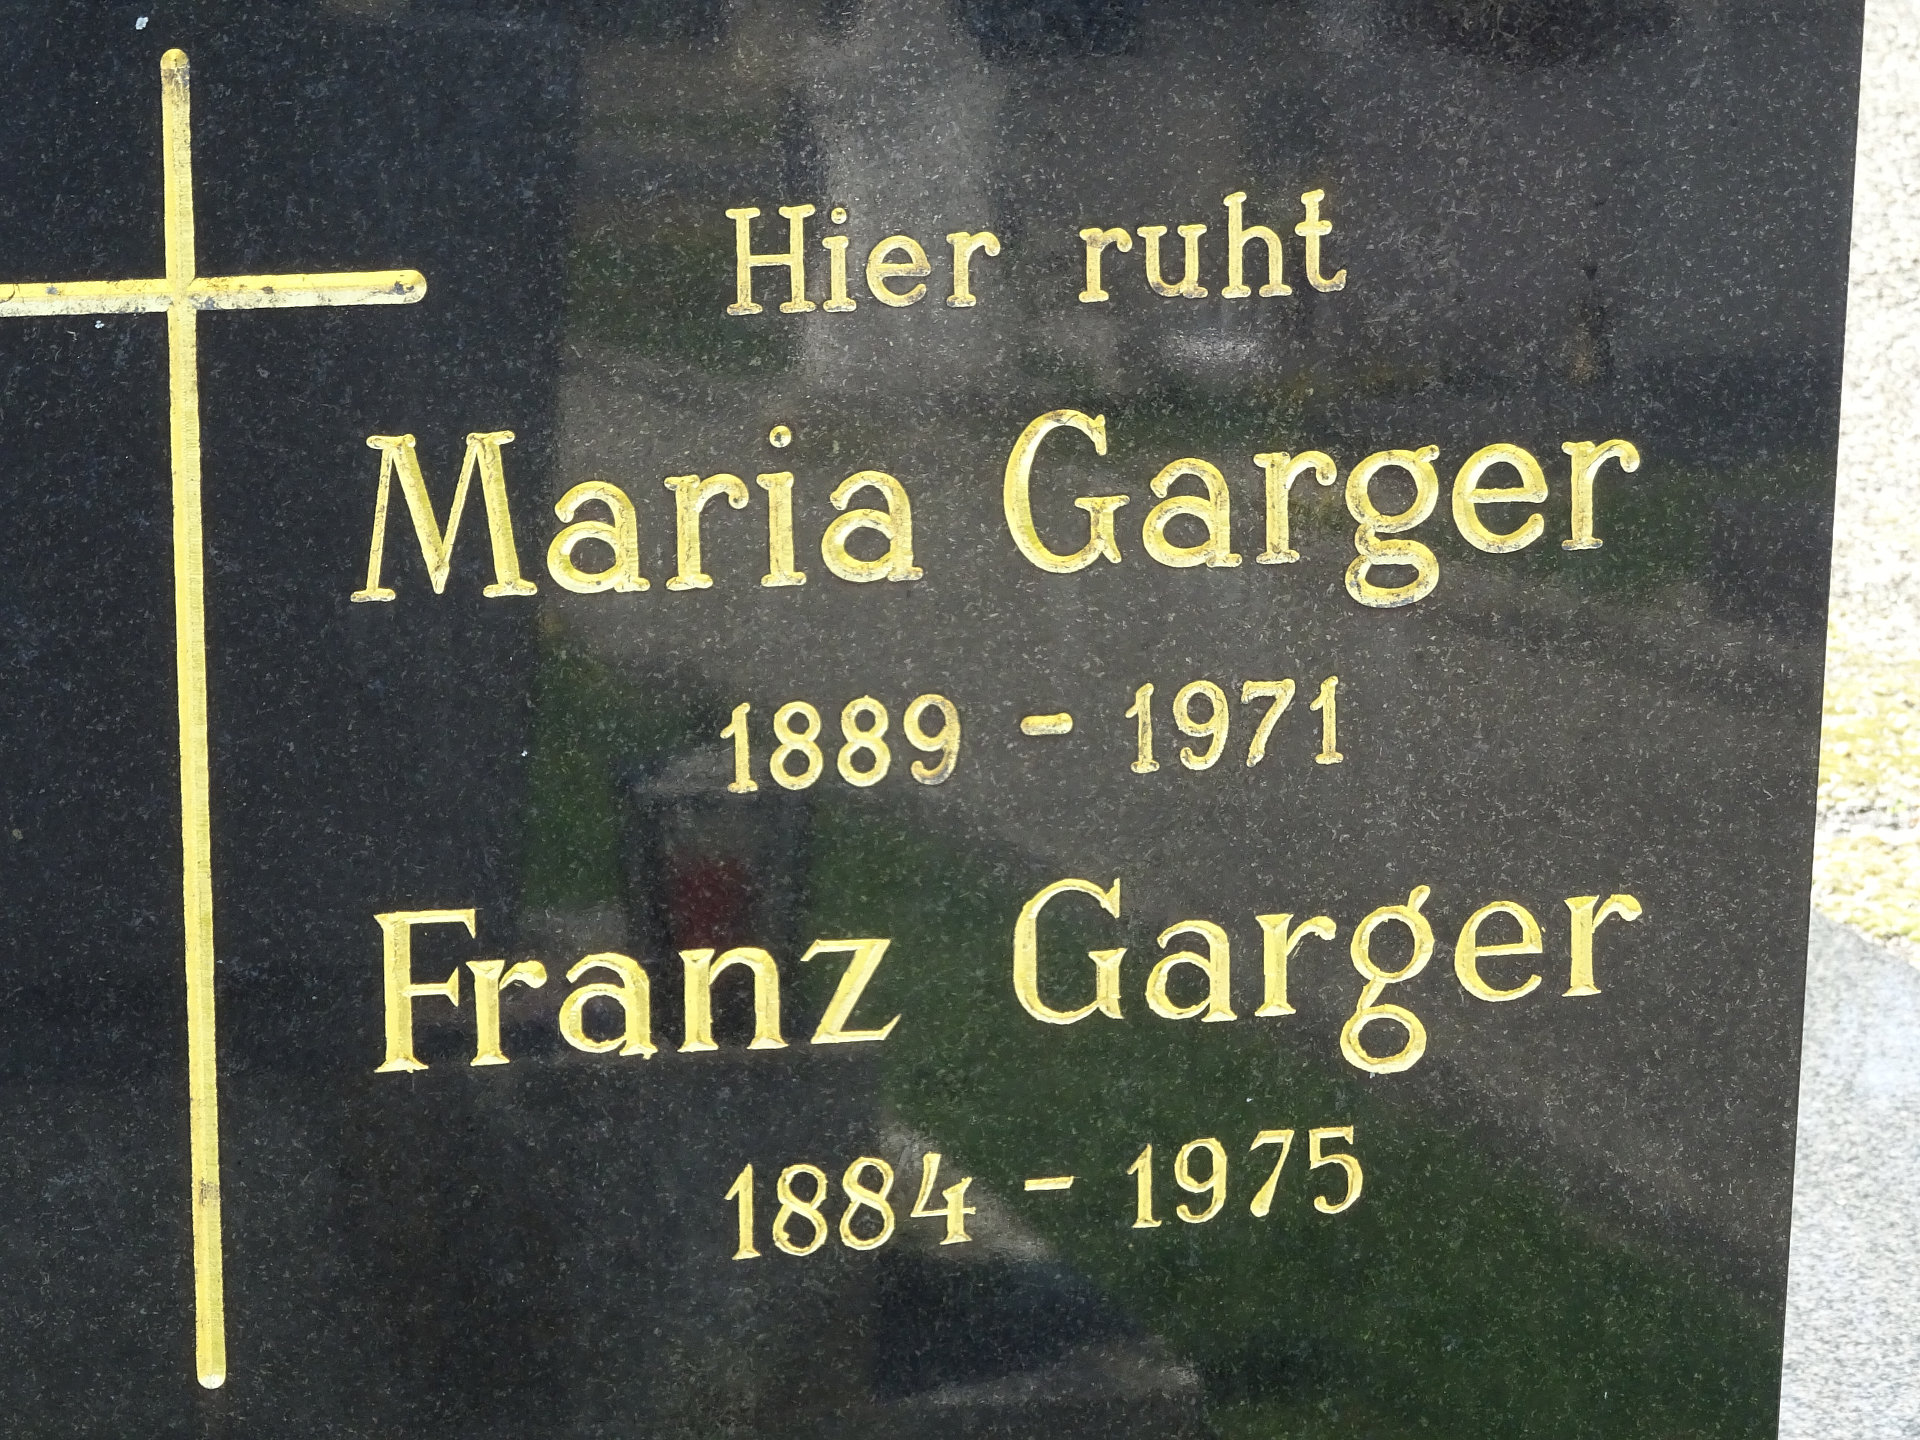 Hier ruht
Maria Garger
1889 - 1971
Franz Garger
1884 - 1975